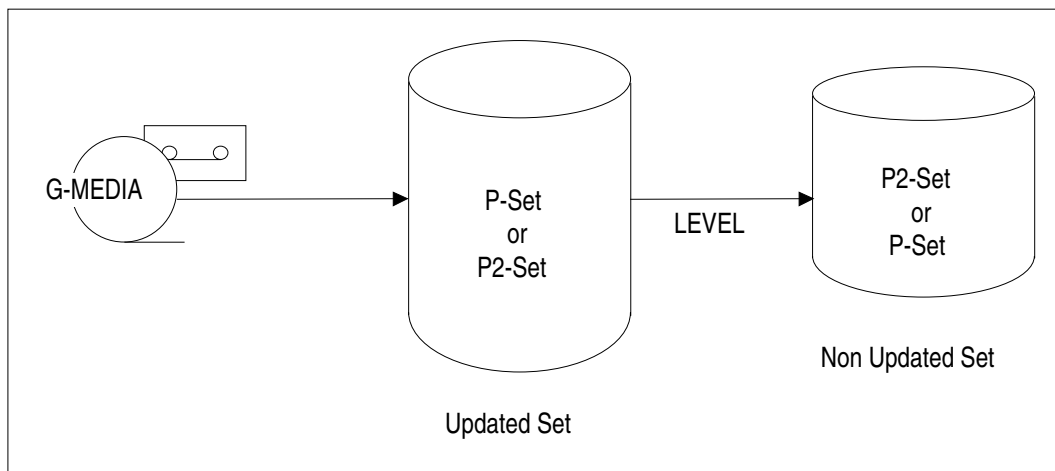 G-MEDIA
P-Set
or
P2-Set
LEVEL
P2-Set
or
P-Set
Non Updated Set
Updated Set